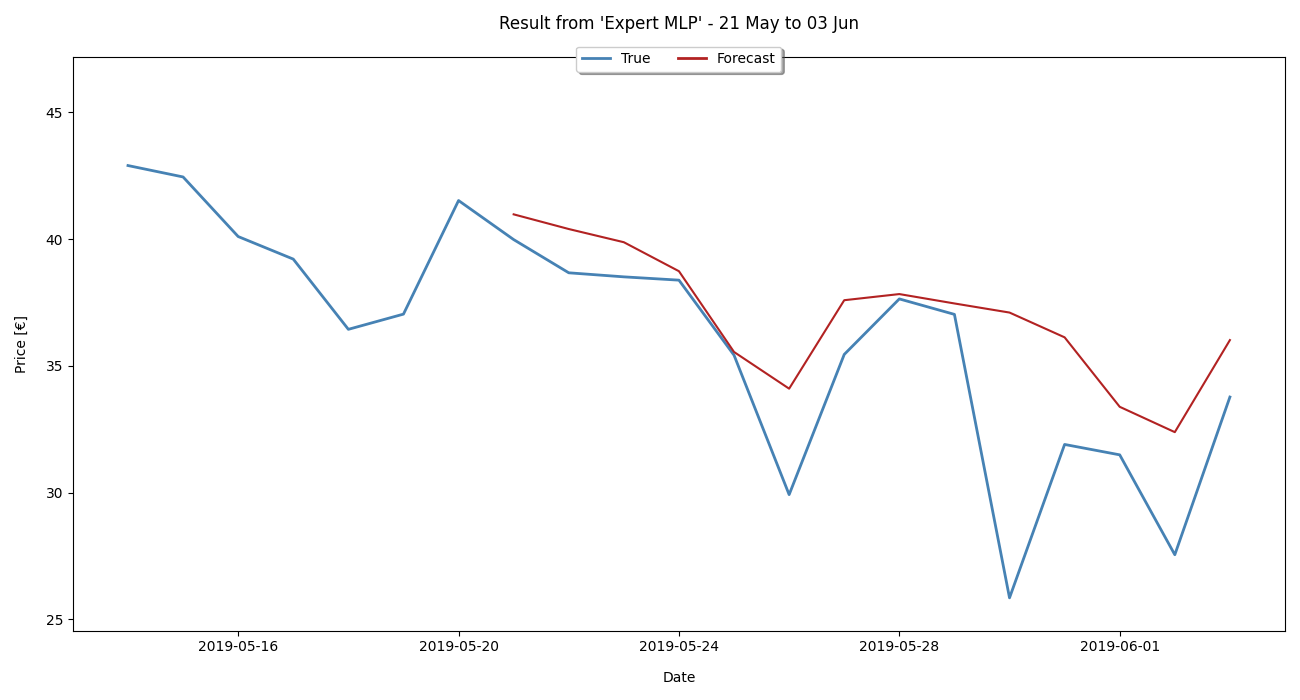 Result from 'Expert MLP' - 21 May to 03 Jun
True Forecast
45
40
35
30
25
Price [€]
2019-05-16 2019-05-20 2019-05-24 2019-05-28 2019-06-01
Date